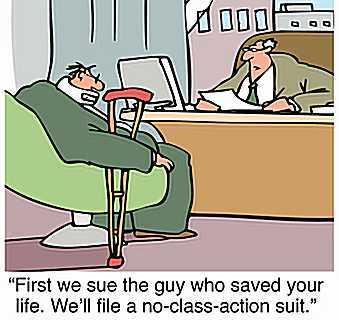 “First we sue the guy who saved your
life. We’ll file a no-class-action suit.”